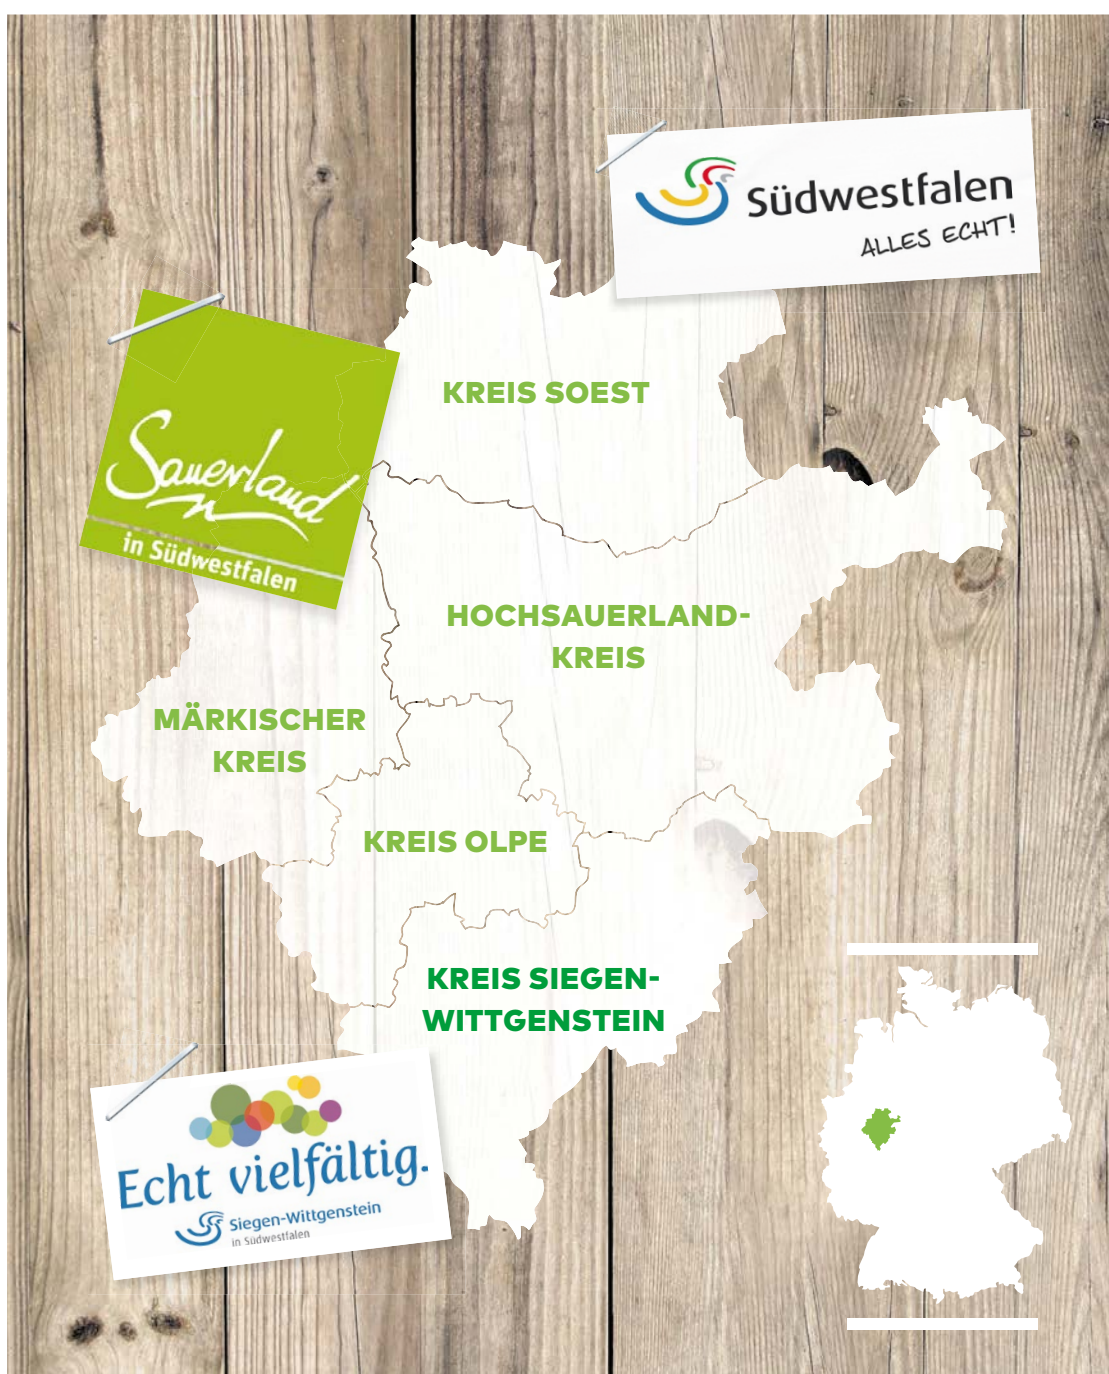 Südwestfalen
ALLES ECHT!
Sauerland
in Südwestfalen
KREIS SOEST
HOCHSAUERLAND-
KREIS
MÄRKISCHER
KREIS
KREIS OLPE
KREIS SIEGEN-
WITTGENSTEIN
Echt vielfältig.
Siegen-Wittgenstein
in Südwestfalen